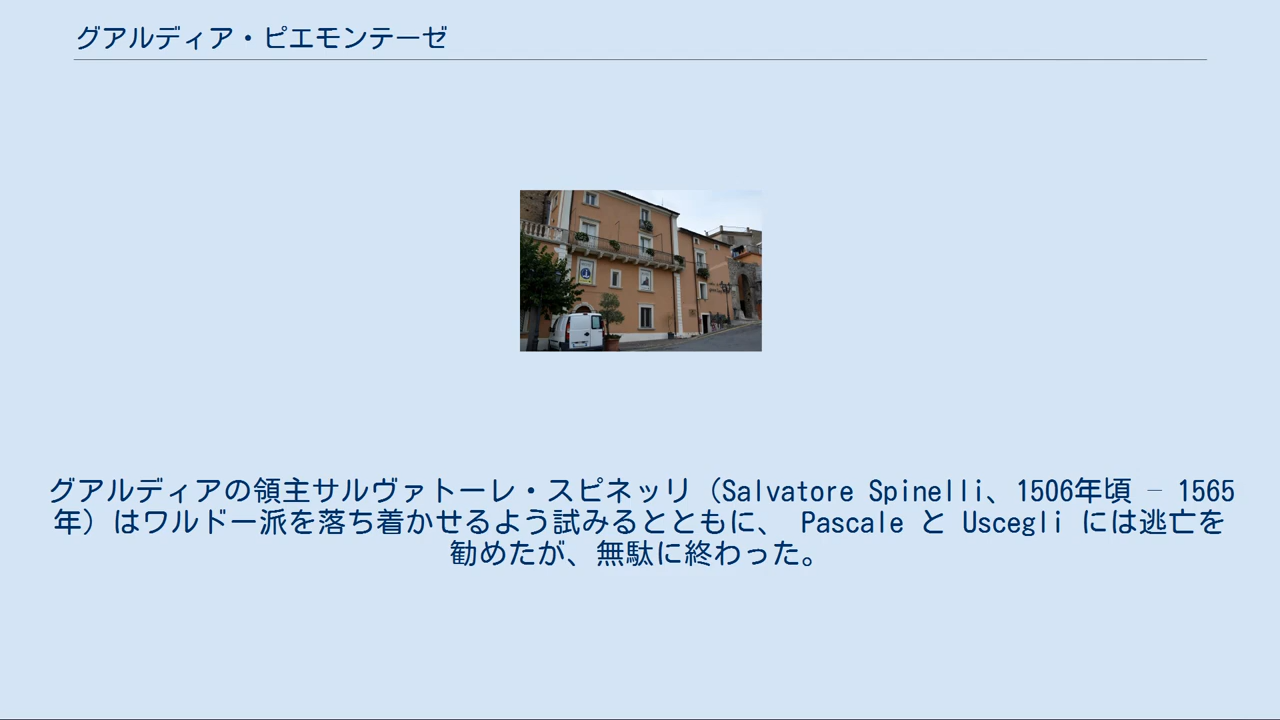 グアルディア・ピエモンテーゼ
グアルディアの領主サルヴァトーレ・スピネッリ（Salvatore Spinelli、1506年頃 – 1565
年）はワルドー派を落ち着かせるよう試みるとともに、 Pascale と Uscegli には逃亡を
勧めたが、無駄に終わった。